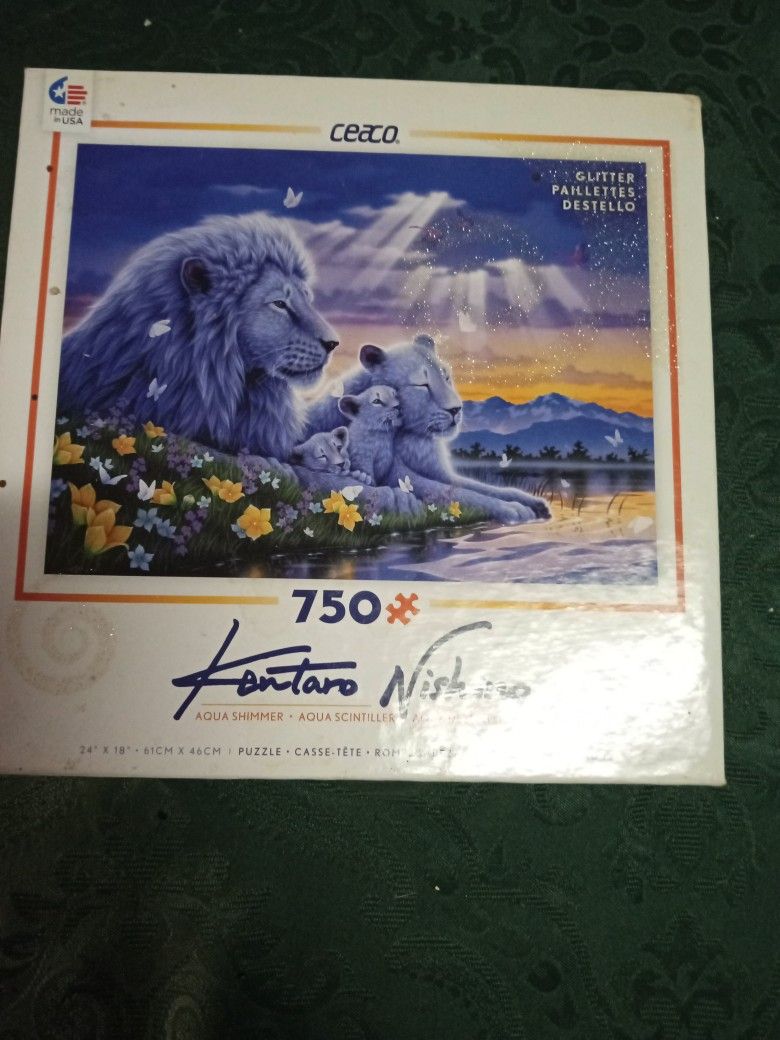 made
in USA
ceaco®
GLITTER
PAILLETTES
DESTELLO
750
Kentaro Nishino
AQUA SHIMMER • AQUA SCINTILLER
24" X 18" • 61CM X 46CM | PUZZLE • CASSE-TÊTE •